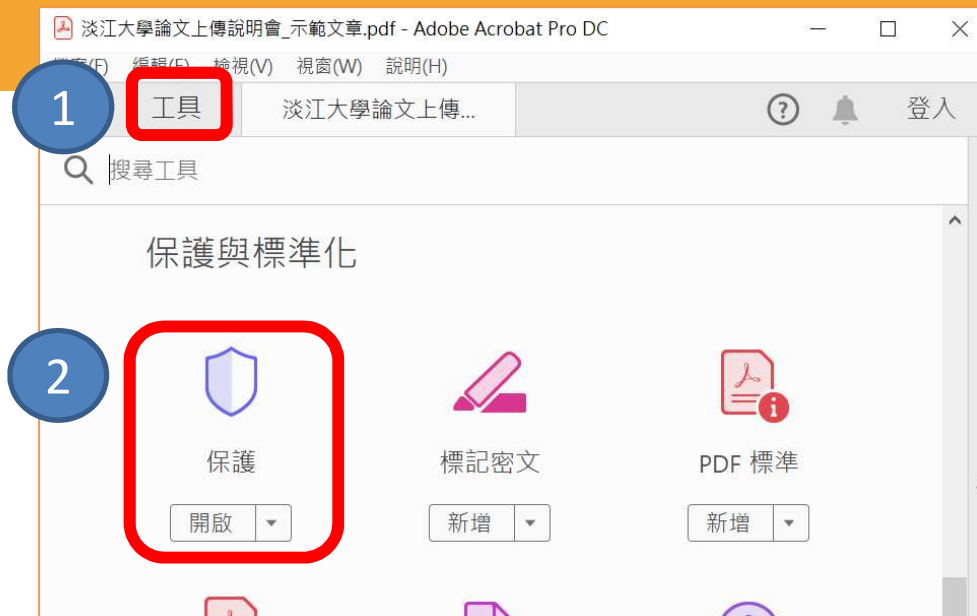 淡江大學論文上傳說明會_示範文章.pdf - Adobe Acrobat Pro DC
(F) 編輯(E) 檢視(V) 視窗(W) 說明(H)
1
工具 淡江大學論文上傳... 登入
搜尋工具
保護與標準化
2
保護 標記密文 PDF 標準
開啟 新增 新增